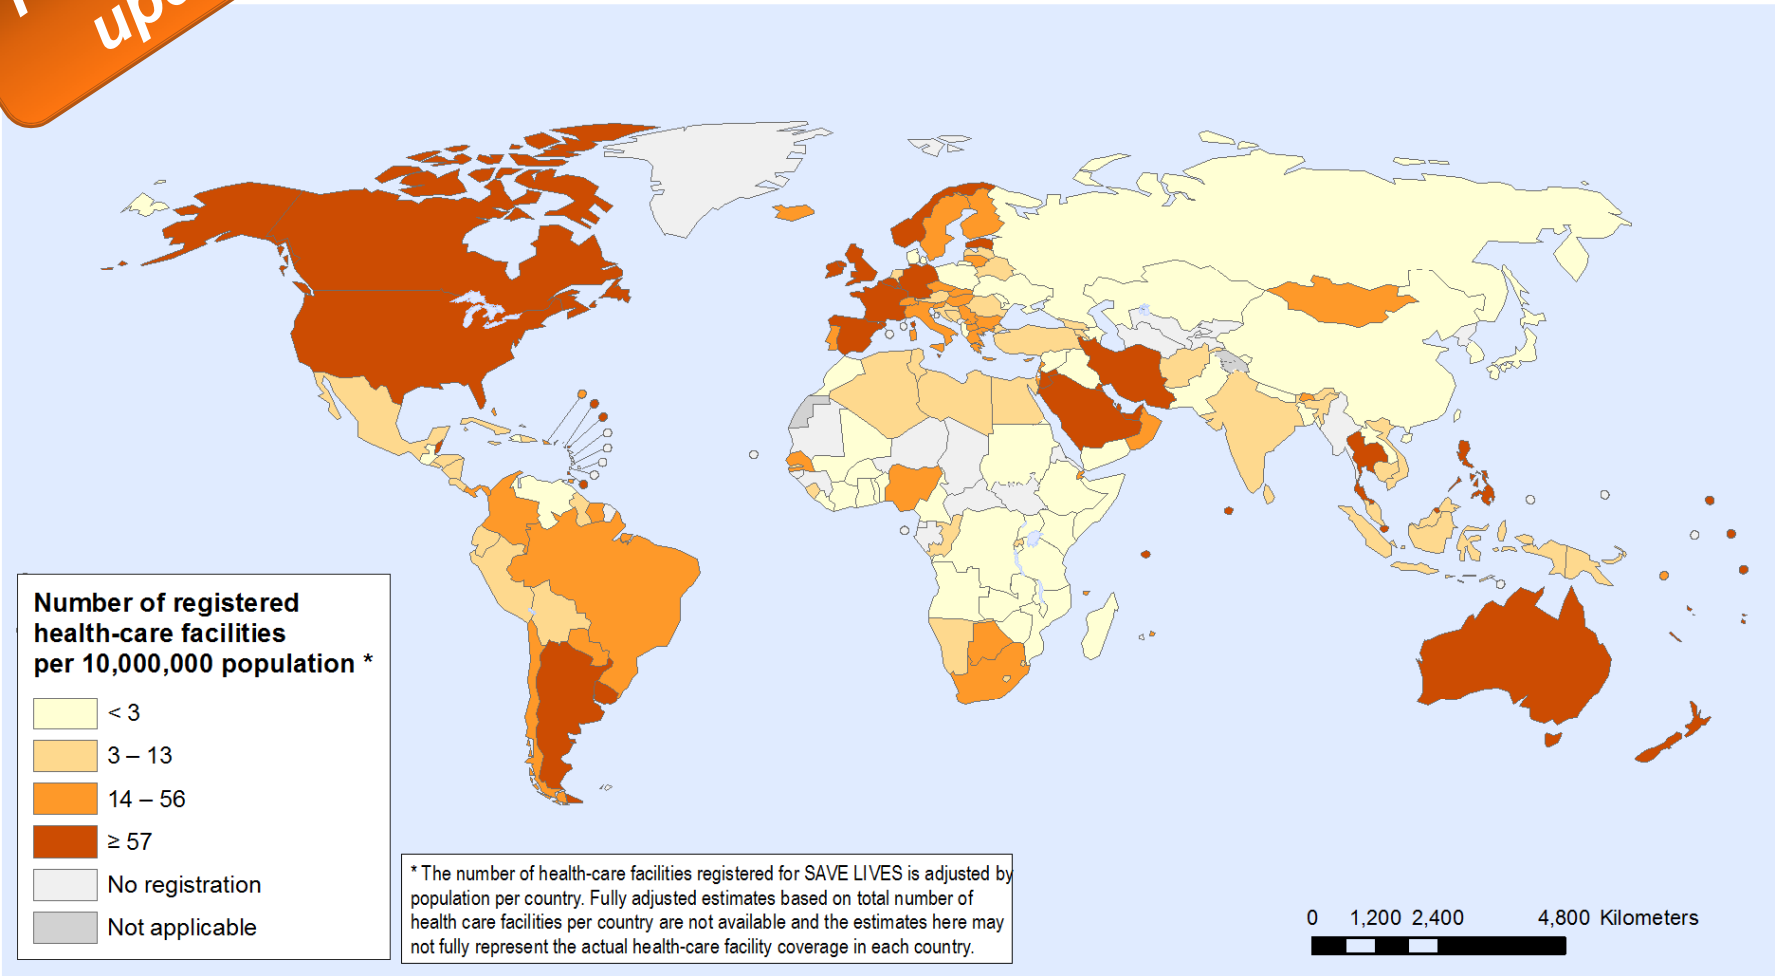 Number of registered
health-care facilities
per 10,000,000 population *
< 3
3 – 13
14 – 56
≥ 57
No registration
Not applicable
* The number of health-care facilities registered for SAVE LIVES is adjusted by
population per country. Fully adjusted estimates based on total number of
health care facilities per country are not available and the estimates here may
not fully represent the actual health-care facility coverage in each country.
0 1,200 2,400 4,800 Kilometers